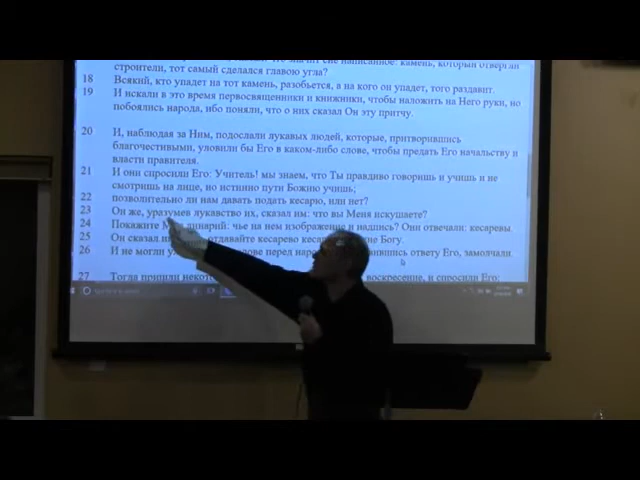 строители, тот самый сделался главою угла?
18 Всякий, кто упадет на тот камень, разобьется, а на кого он упадет, того раздавит.
19 И искали в это время первосвященники и книжники, чтобы наложить на Него руки, но
побоялись народа, ибо поняли, что о них сказал Он эту притчу.
20 И, наблюдая за Ним, подослали лукавых людей, которые, притворившись
благочестивыми, уловили бы Его в каком-либо слове, чтобы предать Его начальству и
власти правителя.
21 И они спросили Его: Учитель! мы знаем, что Ты правдиво говоришь и учишь и не
смотришь на лице, но истинно пути Божию учишь;
22 позволительно ли нам давать подать кесарю, или нет?
23 Он же, уразумев лукавство их, сказал им: что вы Меня искушаете?
24 Покажите динарий: чье на нем изображение и надпись? Они отвечали: кесаревы.
25 Он сказал отдавайте кесарево Богу.
26 И не могли перед ответу Его, замолчали.
27 Тогда пришли воскресение, и спросили Его: